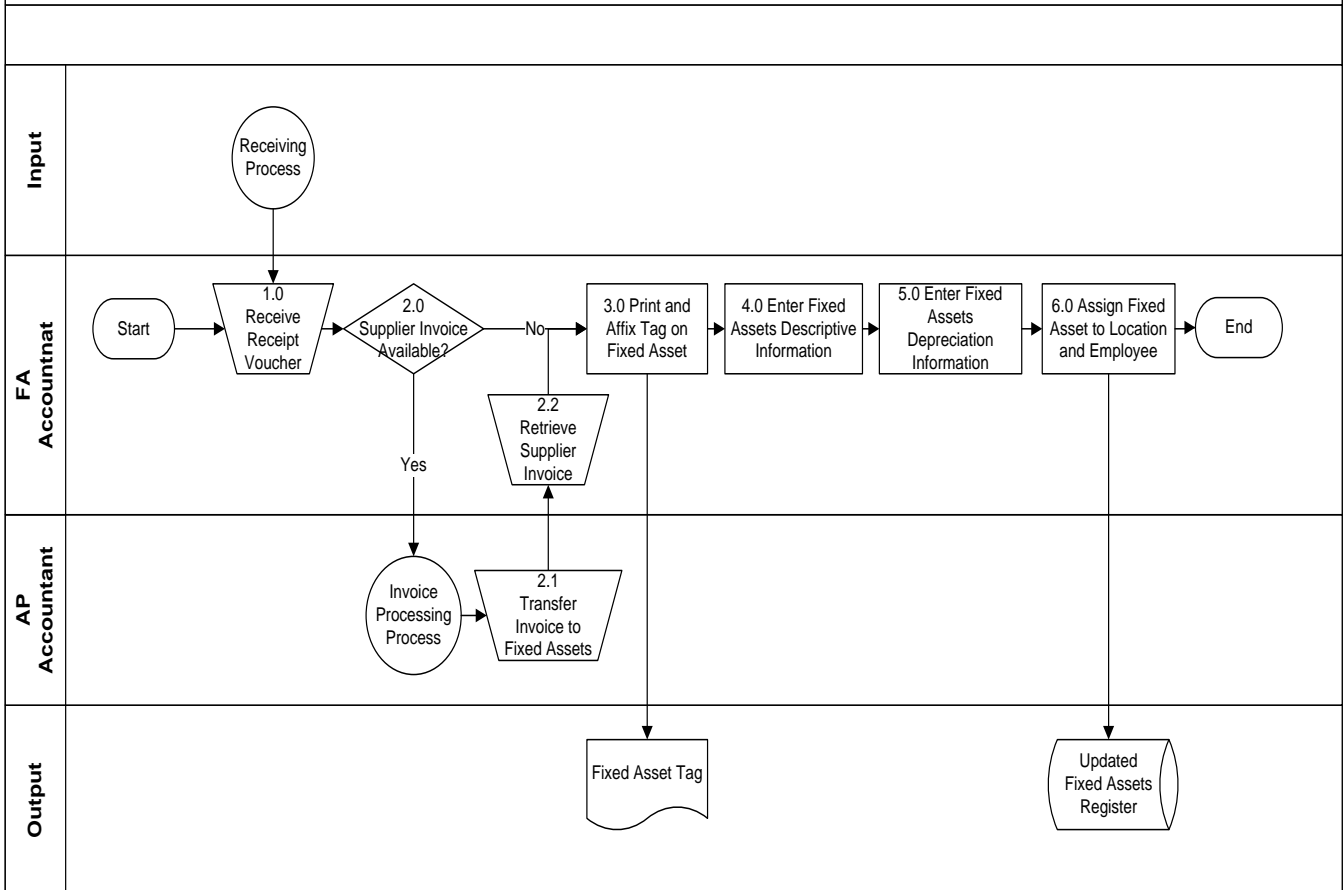 Input
Receiving
Process
FA
Accountnat
Start
1.0
Receive
Receipt
Voucher
2.0
Supplier Invoice
Available?
No
Yes
2.2
Retrieve
Supplier
Invoice
3.0 Print and
Affix Tag on
Fixed Asset
4.0 Enter Fixed
Assets Descriptive
Information
5.0 Enter Fixed
Assets
Depreciation
Information
6.0 Assign Fixed
Asset to Location
and Employee
End
AP
Accountant
Invoice
Processing
Process
2.1
Transfer
Invoice to
Fixed Assets
Output
Fixed Asset Tag
Updated
Fixed Assets
Register